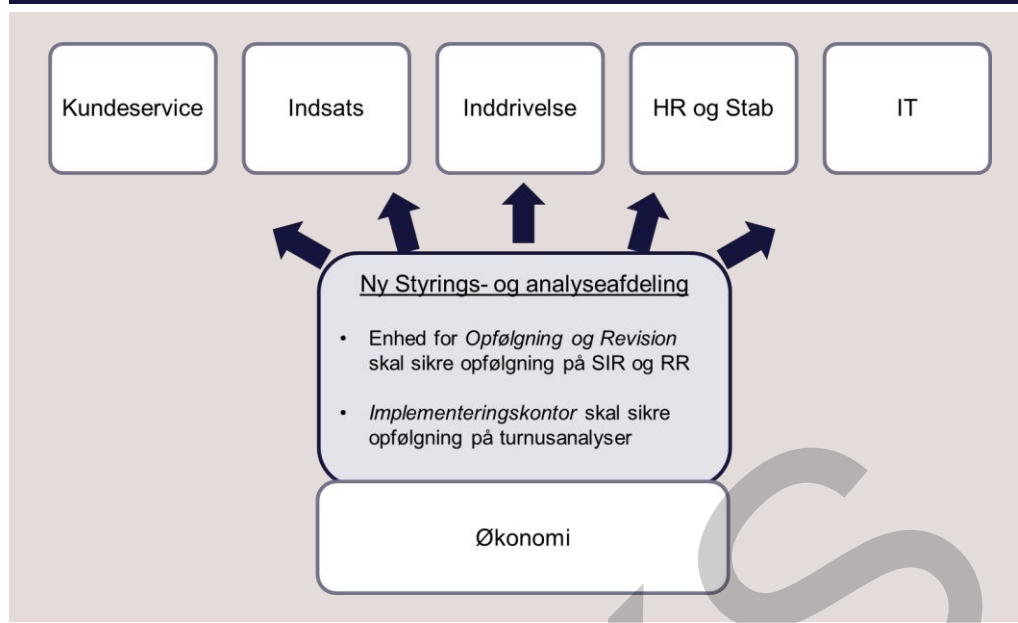 Kundeservice
Indsats
Inddrivelse
HR og Stab
IT
Ny Styrings- og analyseafdeling
• Enhed for Opfølgning og Revision
skal sikre opfølgning på SIR og RR
• Implementeringskontor skal sikre
opfølgning på turnusanalyser
Økonomi